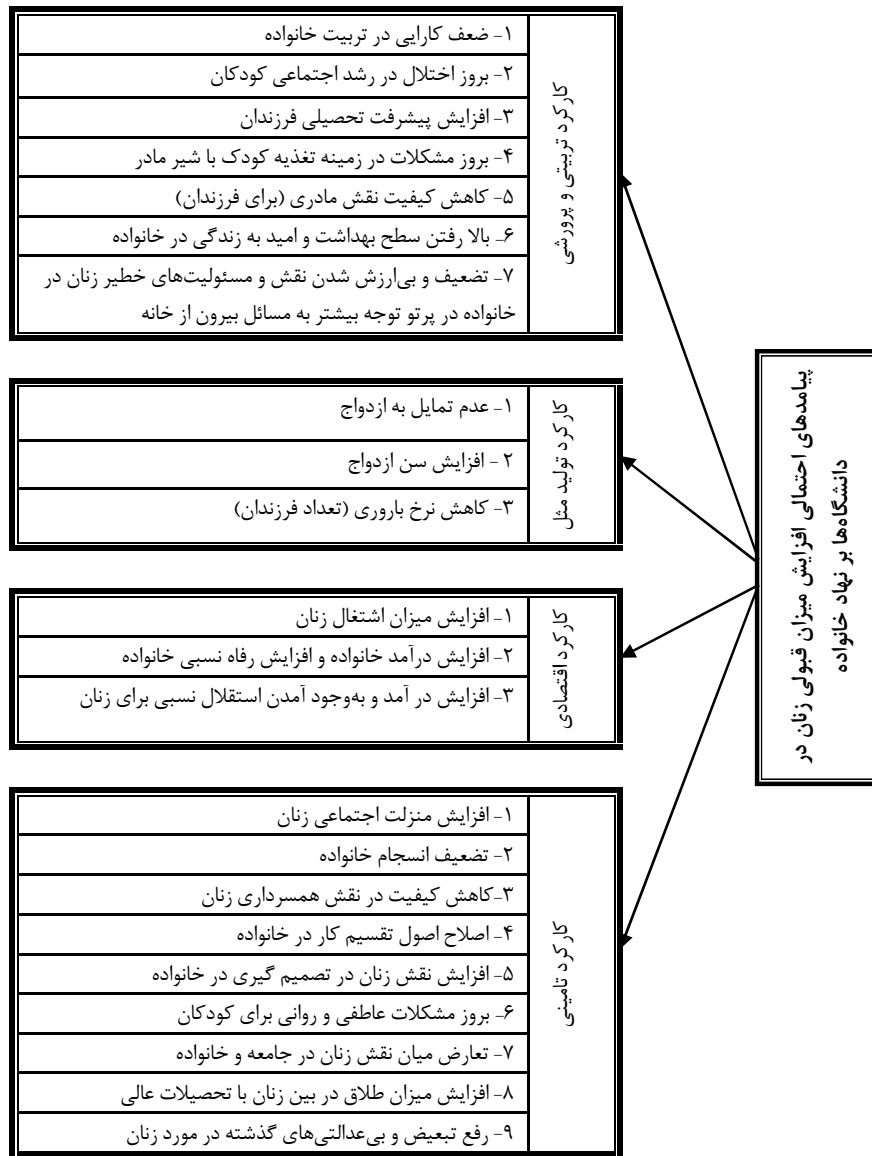 پیامدهای احتمالی افزایش میزان قبولی زنان در
دانشگاه‌ها بر نهاد خانواده
کارکرد تربیتی و پرورشی
۱- ضعف کارایی در تربیت خانواده
۲- بروز اختلال در رشد اجتماعی کودکان
۳- افزایش پیشرفت تحصیلی فرزندان
۴- بروز مشکلات در زمینه تغذیه کودک با شیر مادر
۵- کاهش کیفیت نقش مادری (برای فرزندان)
۶- بالا رفتن سطح بهداشت و امید به زندگی در خانواده
۷- تضعیف و بی‌ارزش شدن نقش و مسئولیت‌های خطیر زنان در
خانواده در پرتو توجه بیشتر به مسائل بیرون از خانه
کارکرد تولید مثل
۱- عدم تمایل به ازدواج
۲ - افزایش سن ازدواج
۳- کاهش نرخ باروری (تعداد فرزندان)
کارکرد اقتصادی
۱- افزایش میزان اشتغال زنان
۲- افزایش درآمد خانواده و افزایش رفاه نسبی خانواده
۳- افزایش در آمد و به‌وجود آمدن استقلال نسبی برای زنان
کارکرد تامینی
۱- افزایش منزلت اجتماعی زنان
۲- تضعیف انسجام خانواده
۳-کاهش کیفیت در نقش همسرداری زنان
۴- اصلاح اصول تقسیم کار در خانواده
۵- افزایش نقش زنان در تصمیم گیری در خانواده
۶- بروز مشکلات عاطفی و روانی برای کودکان
۷- تعارض میان نقش زنان در جامعه و خانواده
۸- افزایش میزان طلاق در بین زنان با تحصیلات عالی
۹- رفع تبعیض و بی‌عدالتی‌های گذشته در مورد زنان